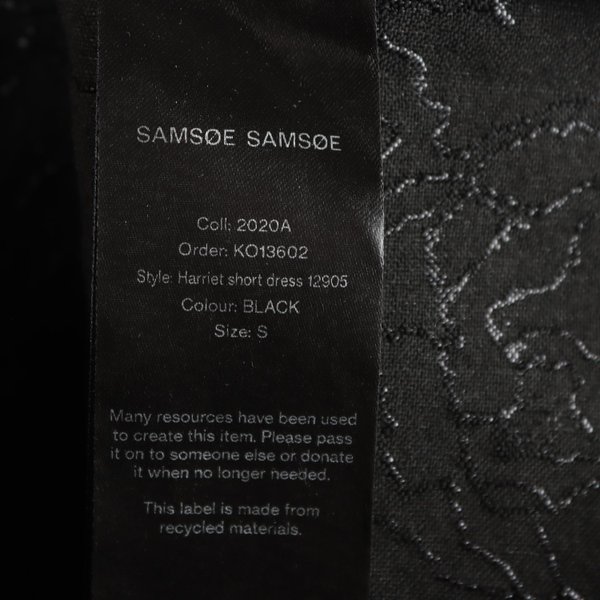 SAMSØE SAMSØE
Coll: 2020A
Order: KO13602
Style: Harriet short dress 12905
Colour: BLACK
Size: S
Many resources have been used
to create this item. Please pass
it on to someone else or donate
it when no longer needed.
This label is made from
recycled materials.